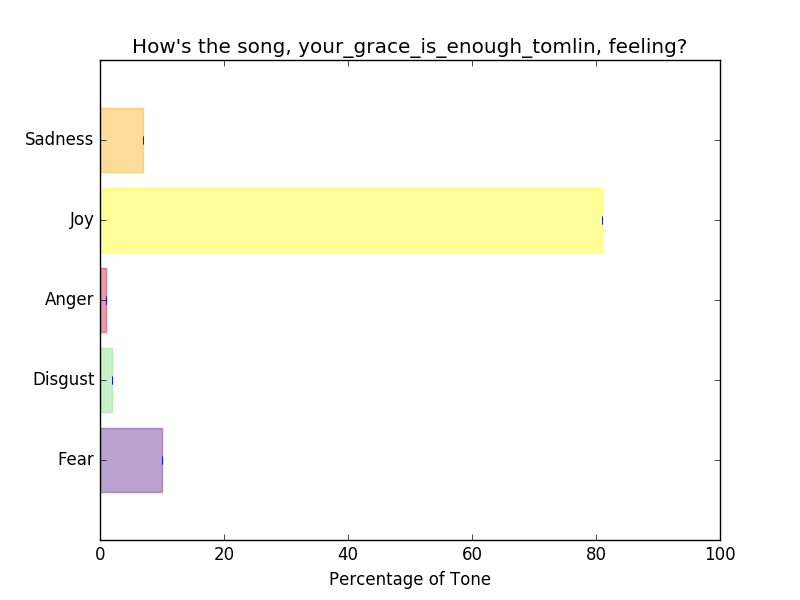 How's the song, your_grace_is_enough_tomlin, feeling?
Sadness
Joy
Anger
Disgust
Fear
0 20 40 60 80 100
Percentage of Tone